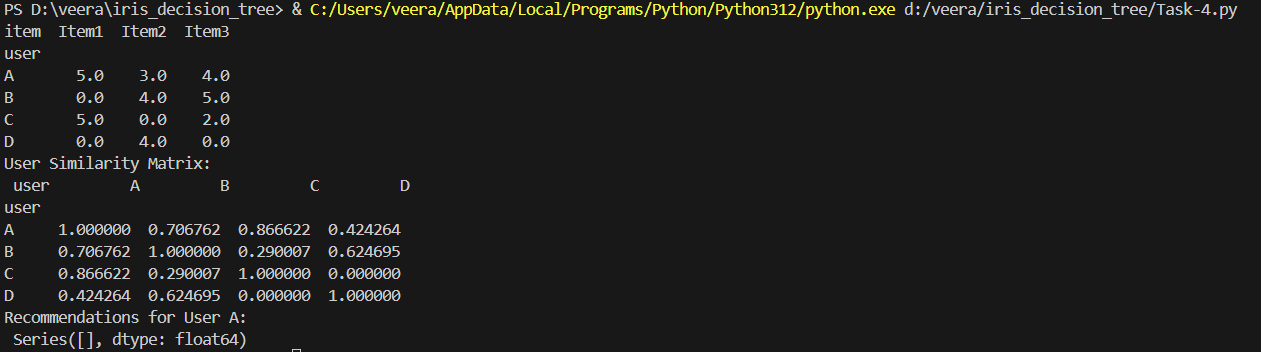 PS D:\veera\iris_decision_tree> & C:/Users/veera/AppData/Local/Programs/Python/Python312/python.exe d:/veera/iris_decision_tree/Task-4.py
item  Item1  Item2  Item3
user
A       5.0    3.0    4.0
B       0.0    4.0    5.0
C       5.0    0.0    2.0
D       0.0    4.0    0.0
User Similarity Matrix:
 user         A         B         C         D
user
A     1.000000  0.706762  0.866622  0.424264
B     0.706762  1.000000  0.290007  0.624695
C     0.866622  0.290007  1.000000  0.000000
D     0.424264  0.624695  0.000000  1.000000
Recommendations for User A:
 Series([], dtype: float64)